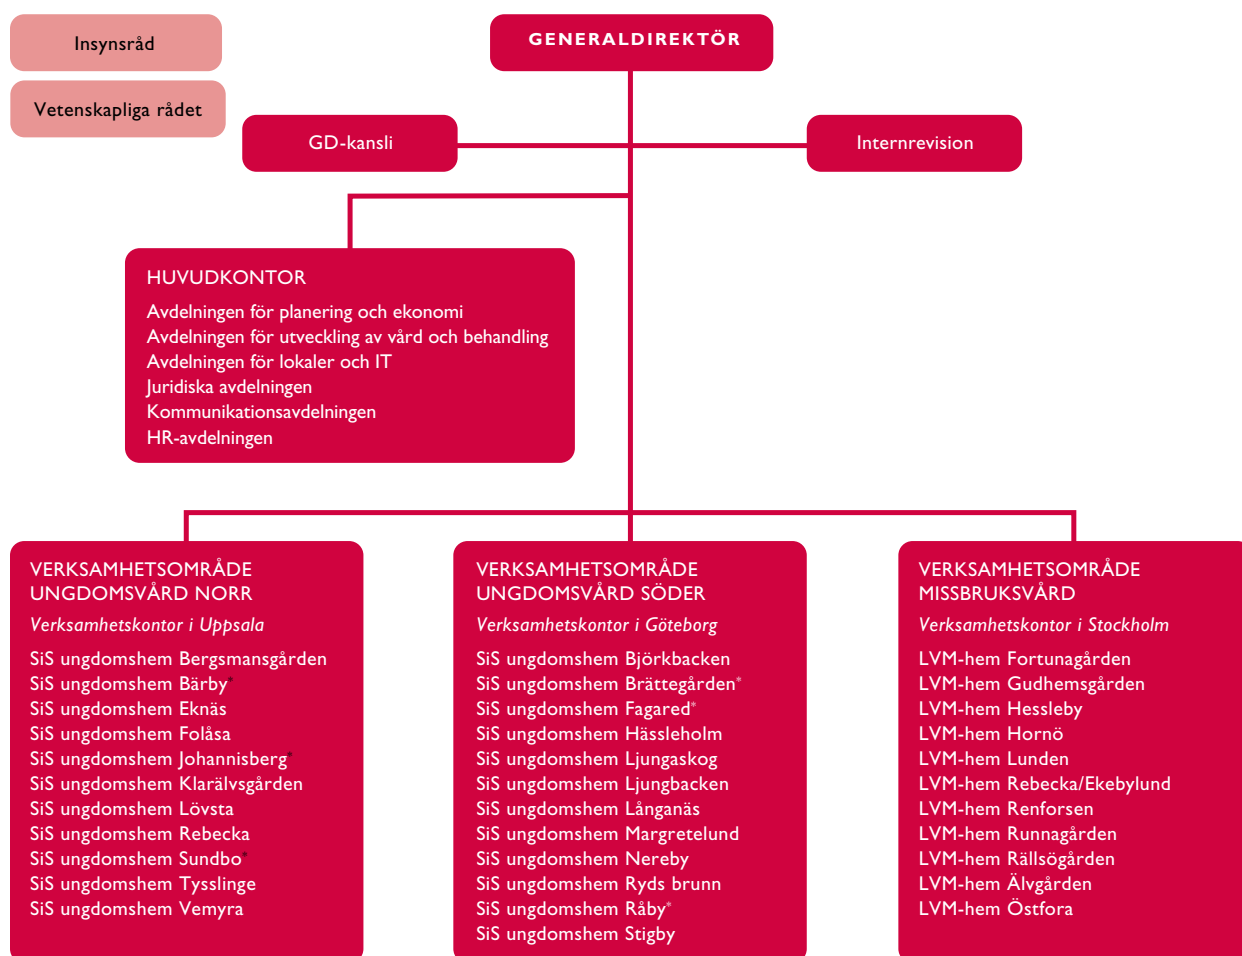 Insynsråd
GENERALDIREKTÖR
Vetenskapliga rådet
GD-kansli
Internrevision
HUVUDKONTOR
Avdelningen för planering och ekonomi
Avdelningen för utveckling av vård och behandling
Avdelningen för lokaler och IT
Juridiska avdelningen
Kommunikationsavdelningen
HR-avdelningen
VERKSAMHETSOMRÅDE
UNGDOMSVÅRD NORR
Verksamhetskontor i Uppsala
SiS ungdomshem Bergsmansgården
SiS ungdomshem Bärby*
SiS ungdomshem Eknäs
SiS ungdomshem Folåsa
SiS ungdomshem Johannisberg*
SiS ungdomshem Klarälvsgården
SiS ungdomshem Lövsta
SiS ungdomshem Rebecka
SiS ungdomshem Sundbo*
SiS ungdomshem Tysslinge
SiS ungdomshem Vemyra
VERKSAMHETSOMRÅDE
UNGDOMSVÅRD SÖDER
Verksamhetskontor i Göteborg
SiS ungdomshem Björkbacken
SiS ungdomshem Brättegården*
SiS ungdomshem Fagared*
SiS ungdomshem Hässleholm
SiS ungdomshem Ljungaskog
SiS ungdomshem Ljungbacken
SiS ungdomshem Långanäs
SiS ungdomshem Margretelund
SiS ungdomshem Nereby
SiS ungdomshem Ryds brunn
SiS ungdomshem Råby*
SiS ungdomshem Stigby
VERKSAMHETSOMRÅDE
MISSBRUKSVÅRD
Verksamhetskontor i Stockholm
LVM-hem Fortunagården
LVM-hem Gudhemsgården
LVM-hem Hessleby
LVM-hem Hornö
LVM-hem Lunden
LVM-hem Rebecka/Ekebylund
LVM-hem Renforsen
LVM-hem Runnagården
LVM-hem Rällsögården
LVM-hem Älvgården
LVM-hem Östfora